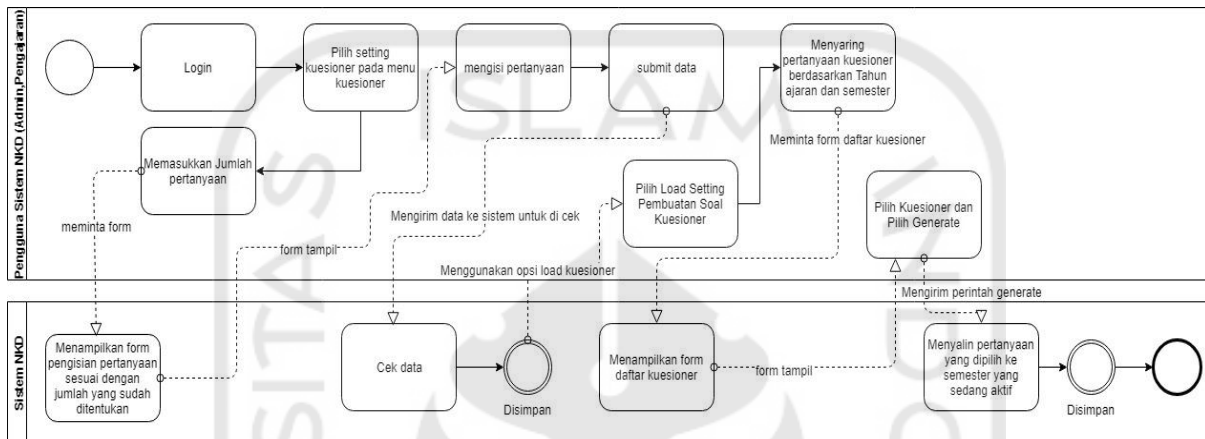 Pengguna Sistem NKD (Admin,Pengajaran)
Login
Pilih setting
kuesioner pada menu
kuesioner
mengisi pertanyaan
submit data
Menyaring
pertanyaan kuesioner
berdasarkan Tahun
ajaran dan semester
Memasukkan Jumlah
pertanyaan
Meminta form daftar kuesioner
Pilih Load Setting
Pembuatan Soal
Kuesioner
Pilih Kuesioner dan
Pilih Generate
meminta form
form tampil
Mengirim data ke sistem untuk di cek
Menggunakan opsi load kuesioner
Mengirim perintah generate
Sistem NKD
Menampilkan form
pengisian pertanyaan
sesuai dengan
jumlah yang sudah
ditentukan
Cek data
Disimpan
Menampilkan form
daftar kuesioner
form tampil
Menyalin pertanyaan
yang dipilih ke
semester yang
sedang aktif
Disimpan
ISLAM
SITAS